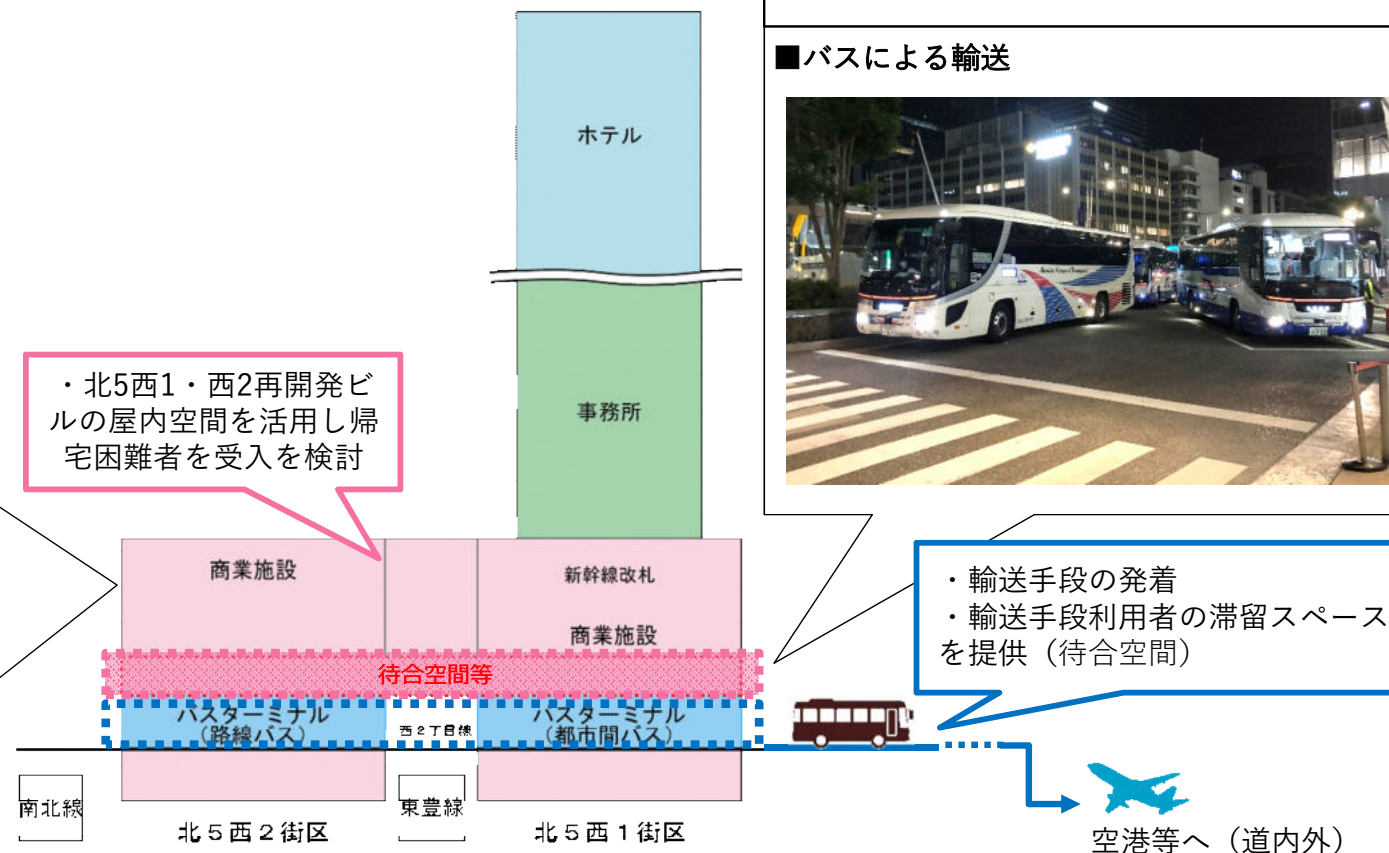 ■バスによる輸送
ホテル
事務所
・北5西1・西2再開発ビ
ルの屋内空間を活用し帰
宅困難者を受入を検討
商業施設
新幹線改札
商業施設
待合空間等
バスターミナル
（路線バス）
西２丁目線
バスターミナル
（都市間バス）
・輸送手段の発着
・輸送手段利用者の滞留スペース
を提供（待合空間）
南北線
東豊線
北５西２街区
北５西１街区
空港等へ（道内外）